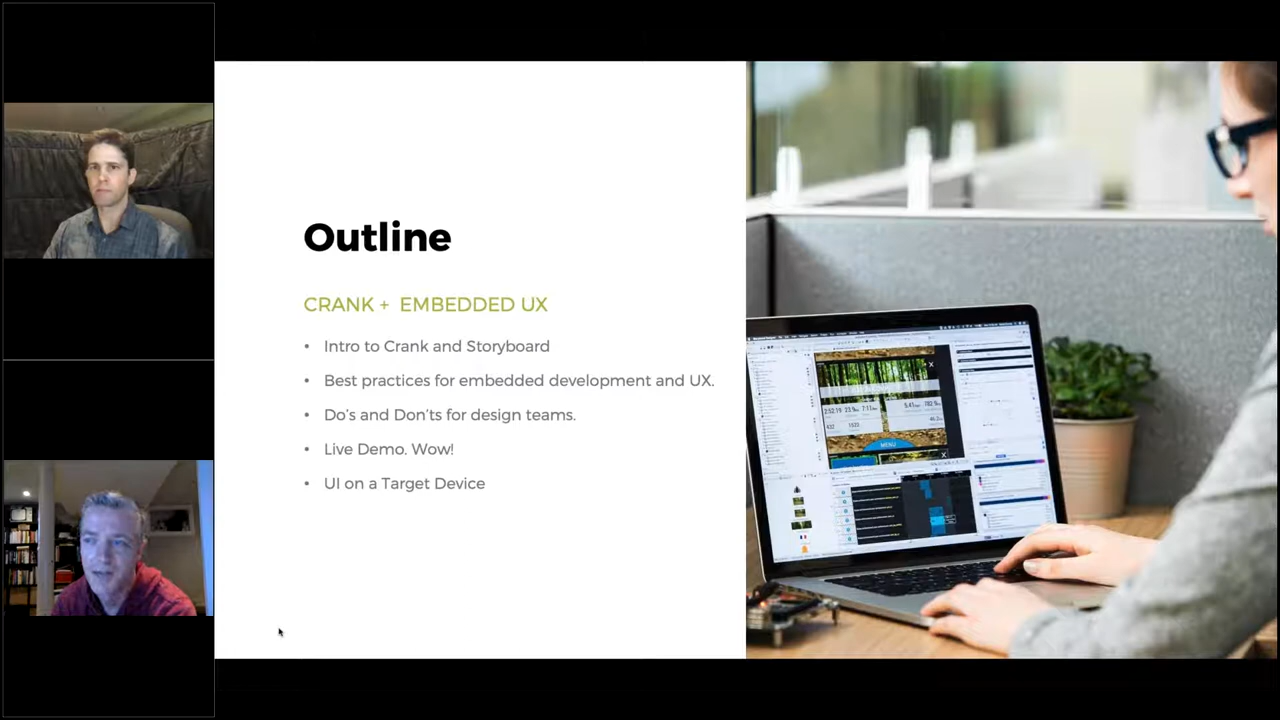 Outline
CRANK + EMBEDDED UX
• Intro to Crank and Storyboard
• Best practices for embedded development and UX.
• Do's and Don'ts for design teams.
• Live Demo. Wow!
• UI on a Target Device
MENU